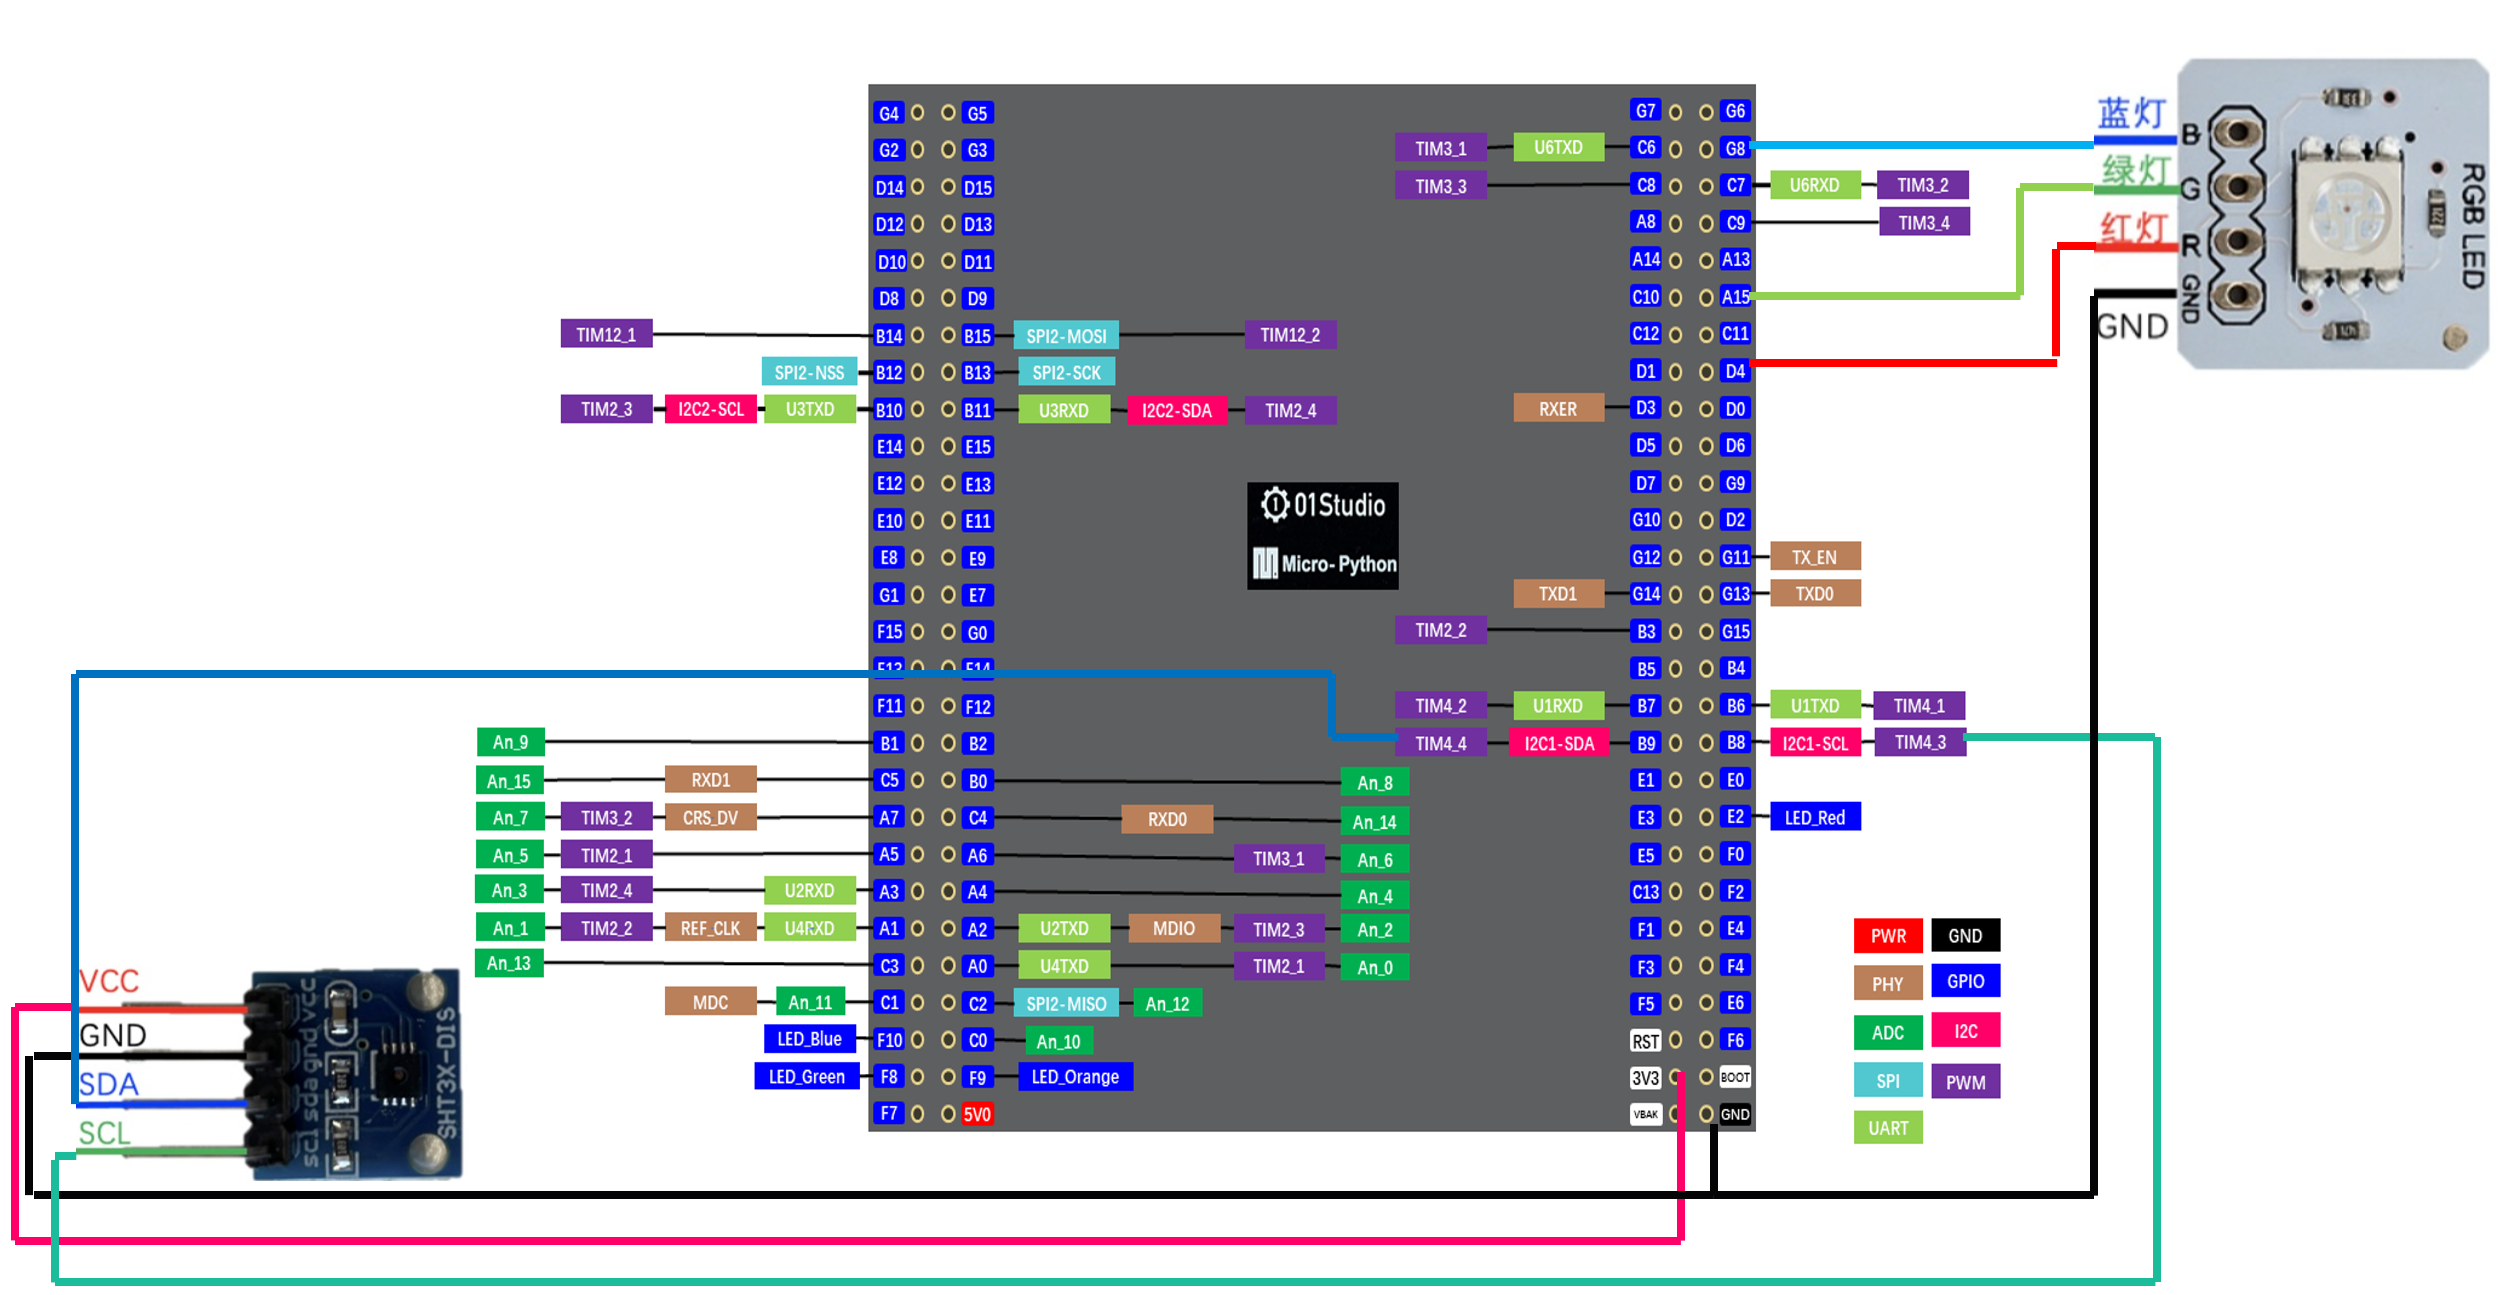 G4 G5 G7 G6
G2 G3 TIM3_1 U6TXD C6 G8
D14 D15 TIM3_3 C8 C7 U6RXD TIM3_2
D12 D13 A8 C9 TIM3_4
D10 D11 A14 A13
D8 D9 C10 A15
TIM12_1 B14 B15 SPI2-MOSI TIM12_2 C12 C11
SPI2-NSS B12 B13 SPI2-SCK D1 D4
TIM2_3 I2C2-SCL U3TXD B10 B11 U3RXD I2C2-SDA TIM2_4 RXER D3 D0
E14 E15 D5 D6
E12 E13 D7 G9
E10 E11 G10 D2
E8 E9 G12 G11 TX_EN
G1 E7 TXD1 G14 G13 TXD0
F15 G0 TIM2_2 B3 G15
F13 F14 B5 B4
F11 F12 TIM4_2 U1RXD B7 B6 U1TXD TIM4_1
An_9 B1 B2 TIM4_4 I2C1-SDA B9 B8 I2C1-SCL TIM4_3
An_15 RXD1 C5 B0 An_8 E1 E0
An_7 TIM3_2 CRS_DV A7 C4 RXD0 An_14 E3 E2 LED_Red
An_5 TIM2_1 A5 A6 TIM3_1 An_6 E5 F0
An_3 TIM2_4 U2RXD A3 A4 An_4 C13 F2
An_1 TIM2_2 REF_CLK U4RXD A1 A2 U2TXD MDIO TIM2_3 An_2 F1 E4
An_13 C3 A0 U4TXD TIM2_1 An_0 F3 F4
MDC An_11 C1 C2 SPI2-MISO An_12 F5 E6
LED_Blue F10 C0 An_10 RST F6
LED_Green F8 F9 LED_Orange 3V3 BOOT
F7 5V0 VBAK GND
01Studio
Micro-Python
蓝灯 B
绿灯 G
红灯 R
GND GND
RGB LED
PWR GND
PHY GPIO
ADC I2C
SPI PWM
UART
VCC
GND
SDA
SCL
scl sda gnd vcc
SHT3X-DIS